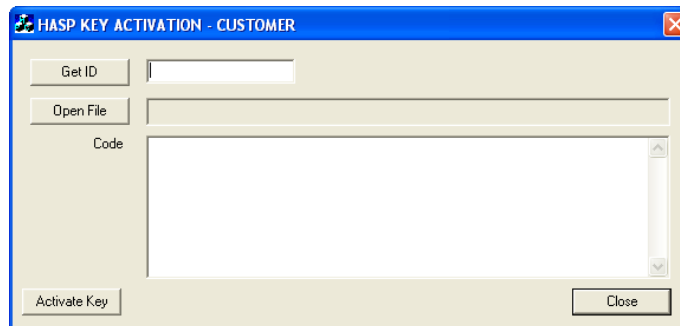 HASP KEY ACTIVATION - CUSTOMER
Get ID
Open File
Code
Activate Key
Close